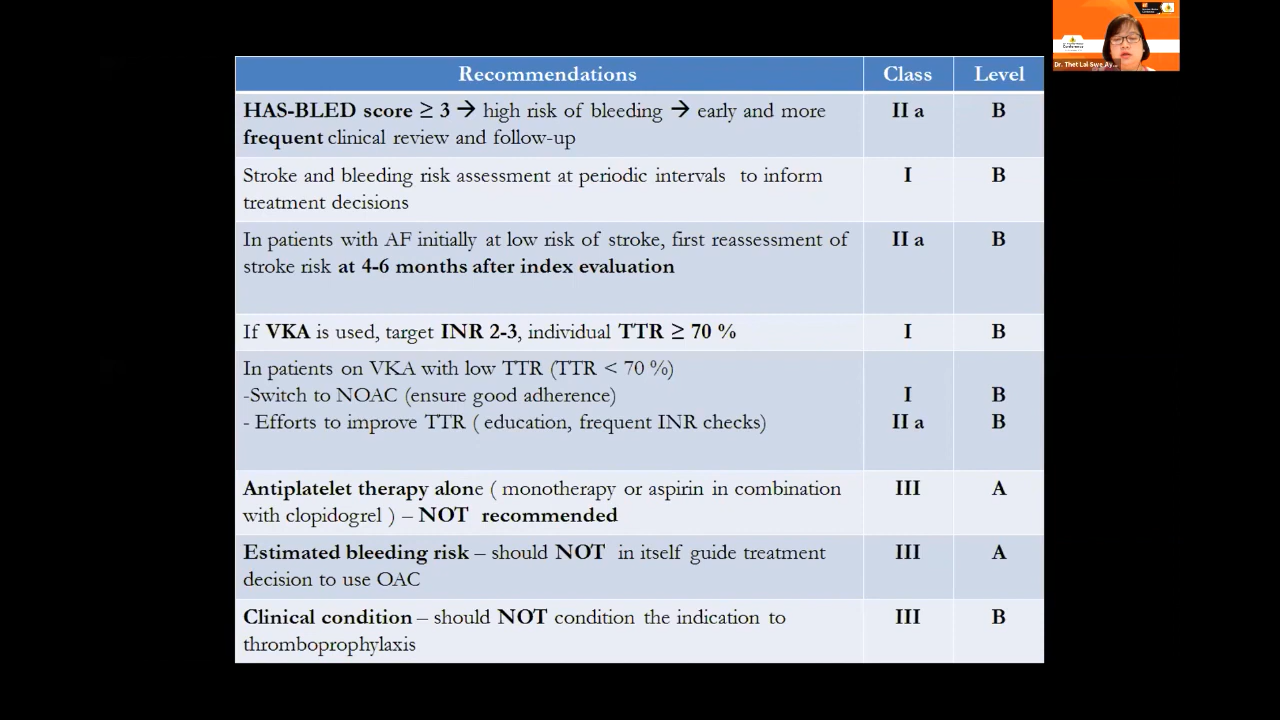 Recommendations Class Level
HAS-BLED score ≥ 3 → high risk of bleeding → early and more II a B
frequent clinical review and follow-up
Stroke and bleeding risk assessment at periodic intervals to inform I B
treatment decisions
In patients with AF initially at low risk of stroke, first reassessment of II a B
stroke risk at 4-6 months after index evaluation
If VKA is used, target INR 2-3, individual TTR ≥ 70 % I B
In patients on VKA with low TTR (TTR < 70 %)
-Switch to NOAC (ensure good adherence) I B
- Efforts to improve TTR ( education, frequent INR checks) II a B
Antiplatelet therapy alone ( monotherapy or aspirin in combination III A
with clopidogrel ) – NOT recommended
Estimated bleeding risk – should NOT in itself guide treatment III A
decision to use OAC
Clinical condition – should NOT condition the indication to III B
thromboprophylaxis
Conference
Dr. Thet Lai Swe Ay...